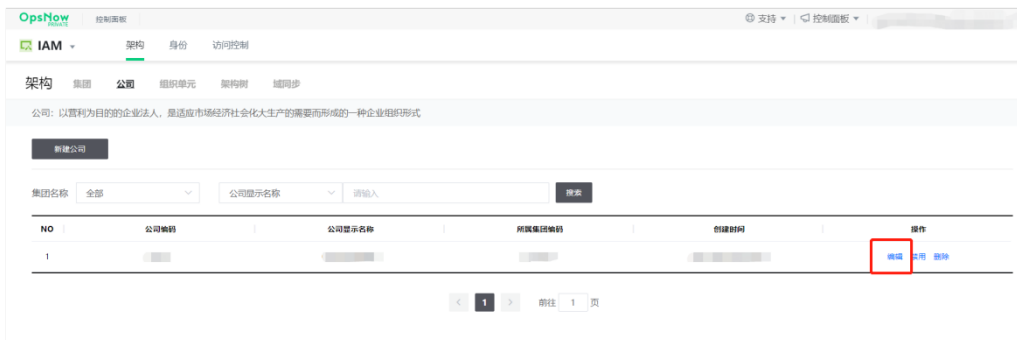 OpsNow PRIVATE 控制面板 支持 控制面板
IAM 架构 身份 访问控制
架构 集团 公司 组织单元 架构树 域同步
公司：以营利为目的的企业法人，是适应市场经济社会化大生产的需要而形成的一种企业组织形式
新建公司
集团名称 全部 公司显示名称 请输入 搜索
NO 公司编码 公司显示名称 所属集团编码 创建时间 操作
1 编辑 禁用 删除
< 1 > 前往 1 页